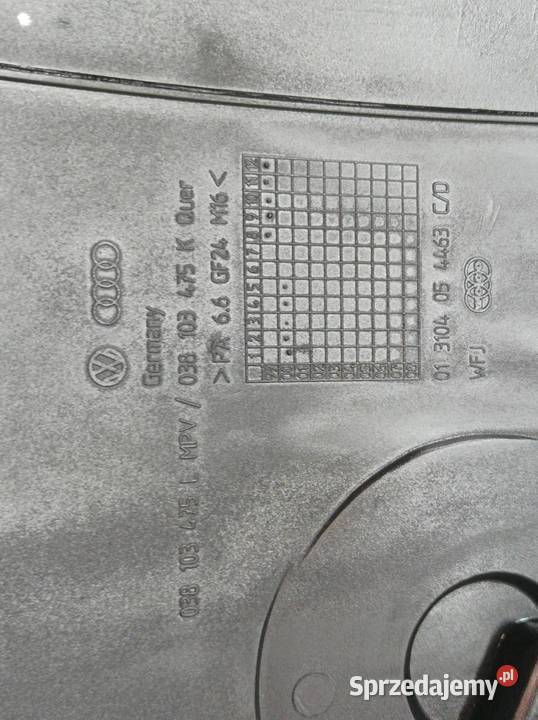 Germany
038 103 475 L MPV / 038 103 475 K Quer
> PA 6.6 GF24 M16 <
1 2 3 4 5 6 7 8 9 10 11 12
01 3104 05 4463 C/D
WFJ
Sprzedajemy.pl